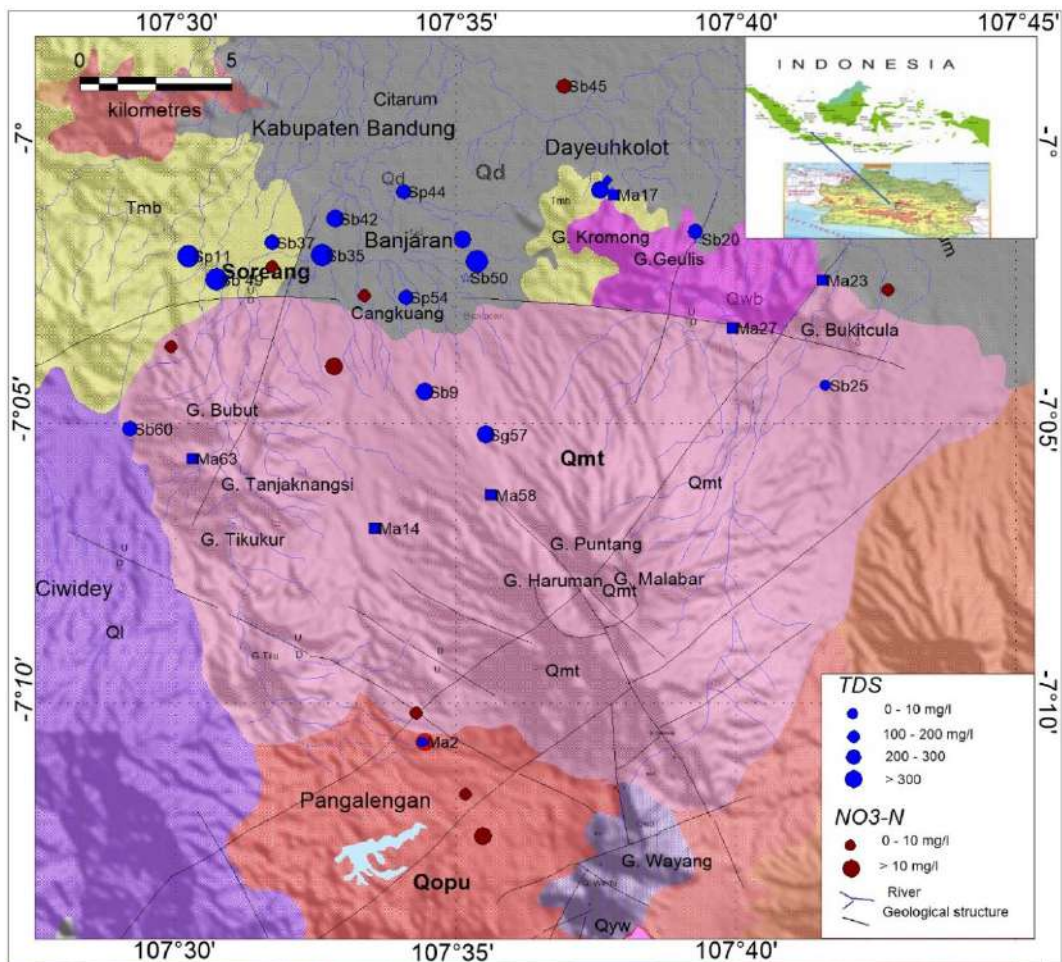 107°30'
107°35'
107°40'
107°45'
0
5
kilometres
Citarum
Kabupaten Bandung
Sb45
INDONESIA
-7°
-7°
Dayeuhkolot
Qd
Qd
Tmb
Sp44
Tmb
Ma17
Sb42
Sb37
Banjaran
G. Kromong
Sb20
Sp11
Soreang
Sb35
G.Geulis
Sb 49
Sb50
Ma23
Sp54
Cangkuang
Qwb
Ma27
G. Bukitcula
Sb9
Sb25
-7°05'
-7°05'
G. Bubut
Sb60
Sg57
Ma63
Qmt
G. Tanjaknangsi
Qmt
Ma58
Ma14
G. Tikukur
G. Puntang
Ciwidey
G. Haruman
G. Malabar
Qmt
Ql
U
D
Qmt
-7°10'
-7°10'
Ma2
Pangalengan
G. Wayang
Qopu
Qyw
TDS
0 - 10 mg/l
100 - 200 mg/l
200 - 300
> 300
NO3-N
0 - 10 mg/l
> 10 mg/l
River
Geological structure
107°30'
107°35'
107°40'
107°45'